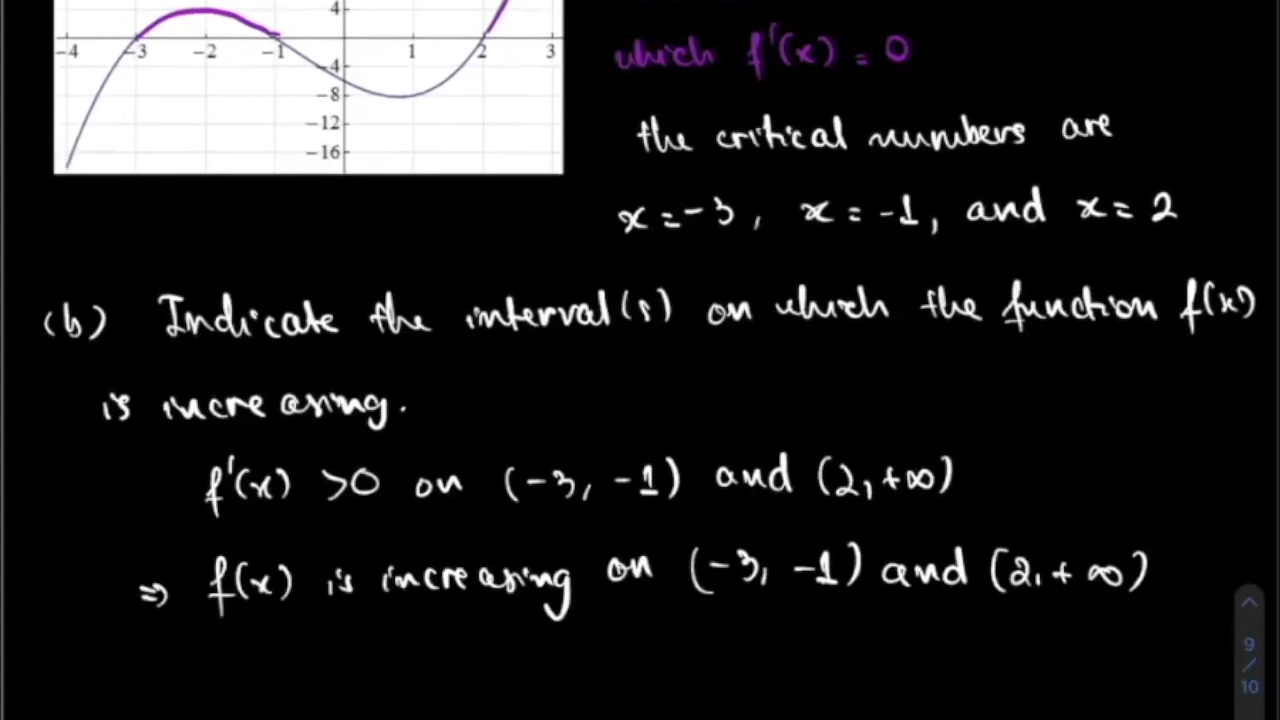 4
-4 -3 -2 -1 1 2 3
-4
-8
-12
-16
which f'(x) = 0
the critical numbers are
x = -3, x = -1, and x = 2
(b) Indicate the interval(s) on which the function f(x)
is increasing.
f'(x) >0 on (-3, -1) and (2, +∞)
⇒ f(x) is increasing on (-3, -1) and (2, +∞)
9
/
10